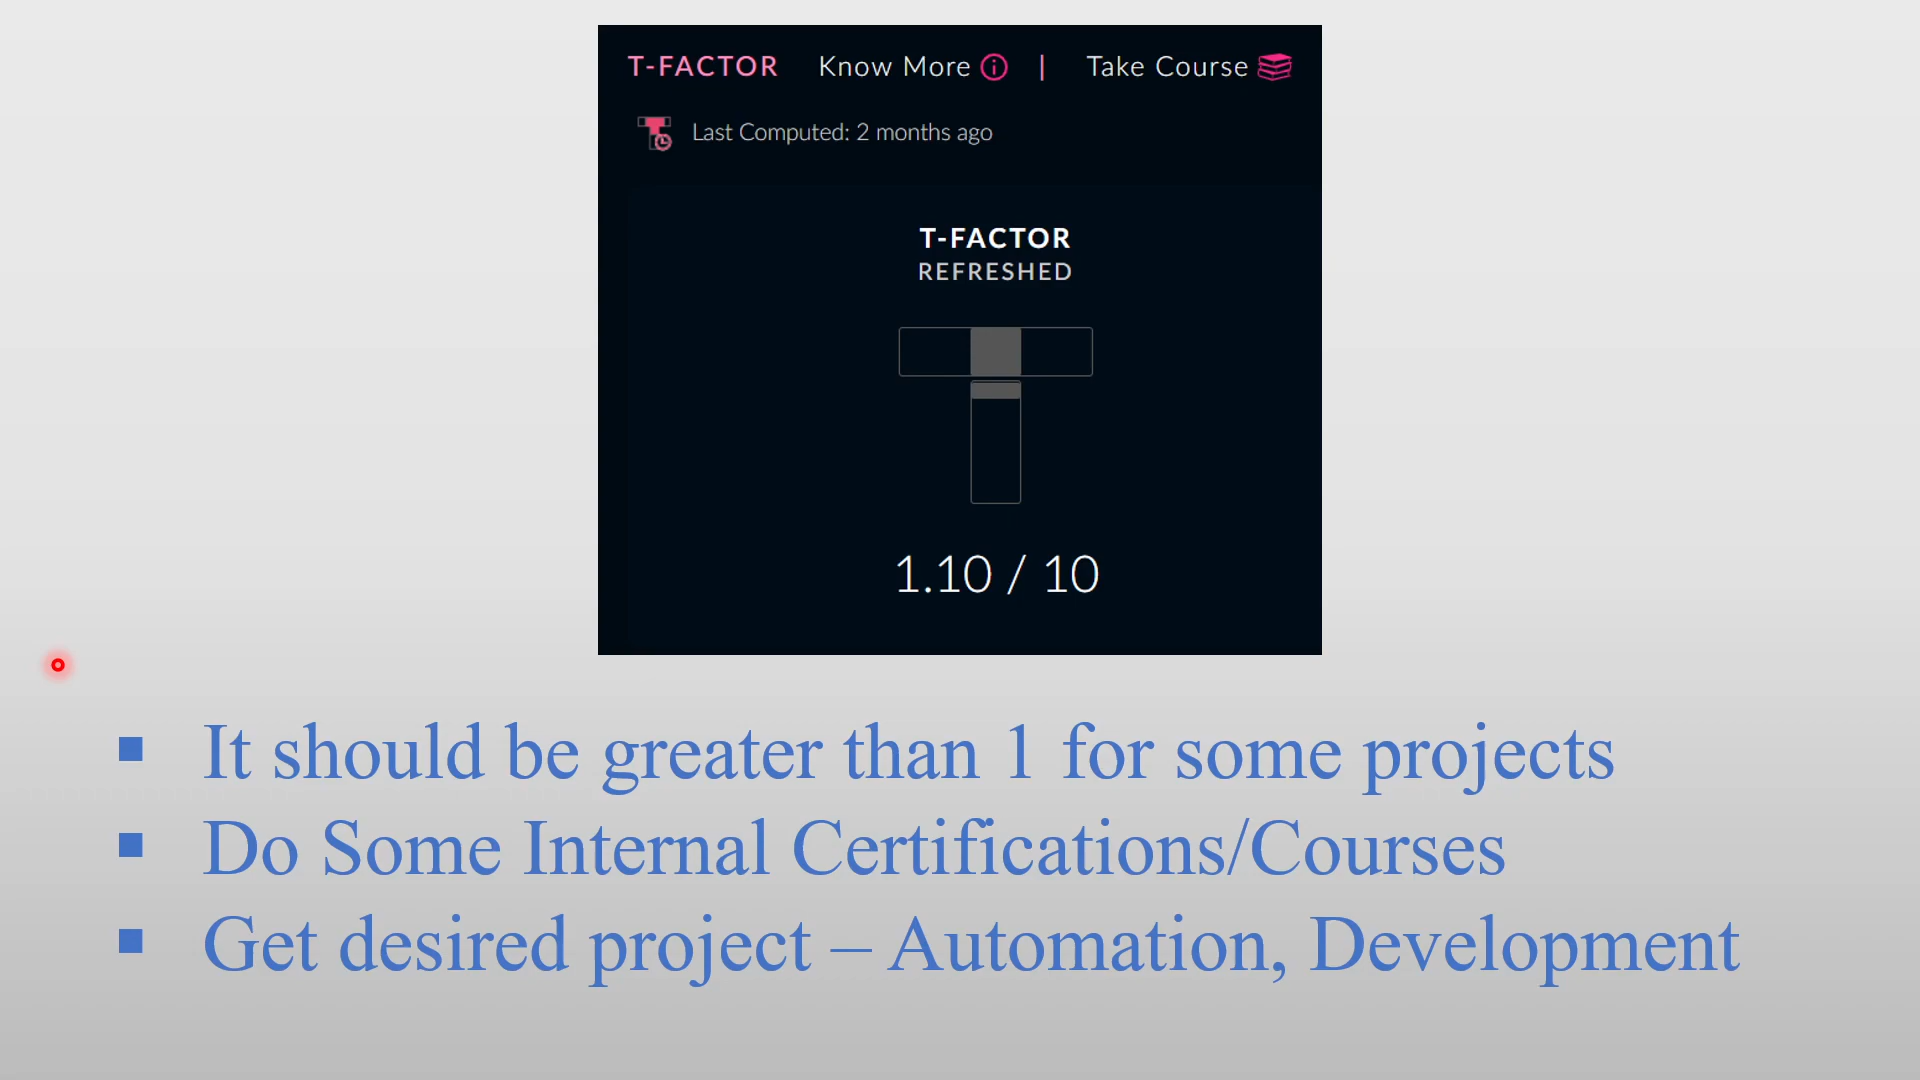 T-FACTOR Know More | Take Course
Last Computed: 2 months ago
T-FACTOR
REFRESHED
1.10 / 10
▪ It should be greater than 1 for some projects
▪ Do Some Internal Certifications/Courses
▪ Get desired project – Automation, Development